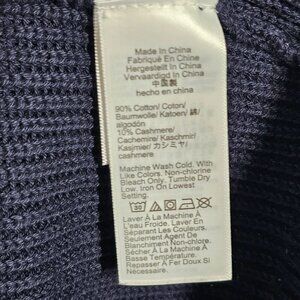 Made In China
Fabriqué En Chine
Hergestellt In China
Vervaardigd In China
中国製
hecho en china
90% Cotton/ Coton/
Baumwolle/ Katoen/ 綿/
algodón
10% Cashmere/
Cachemire/ Kaschmir/
Kasjmier/ カシミヤ/
cashmere
Machine Wash Cold. With
Like Colors. Non-chlorine
Bleach Only. Tumble Dry
Low. Iron On Lowest
Setting.
30
Laver À La Machine À
L'eau Froide. Laver En
Séparant Les Couleurs.
Seulement Agent De
Blanchiment Non-chlore.
Sécher À La Machine À
Basse Température.
Repasser À Fer Doux Si
Nécessaire.